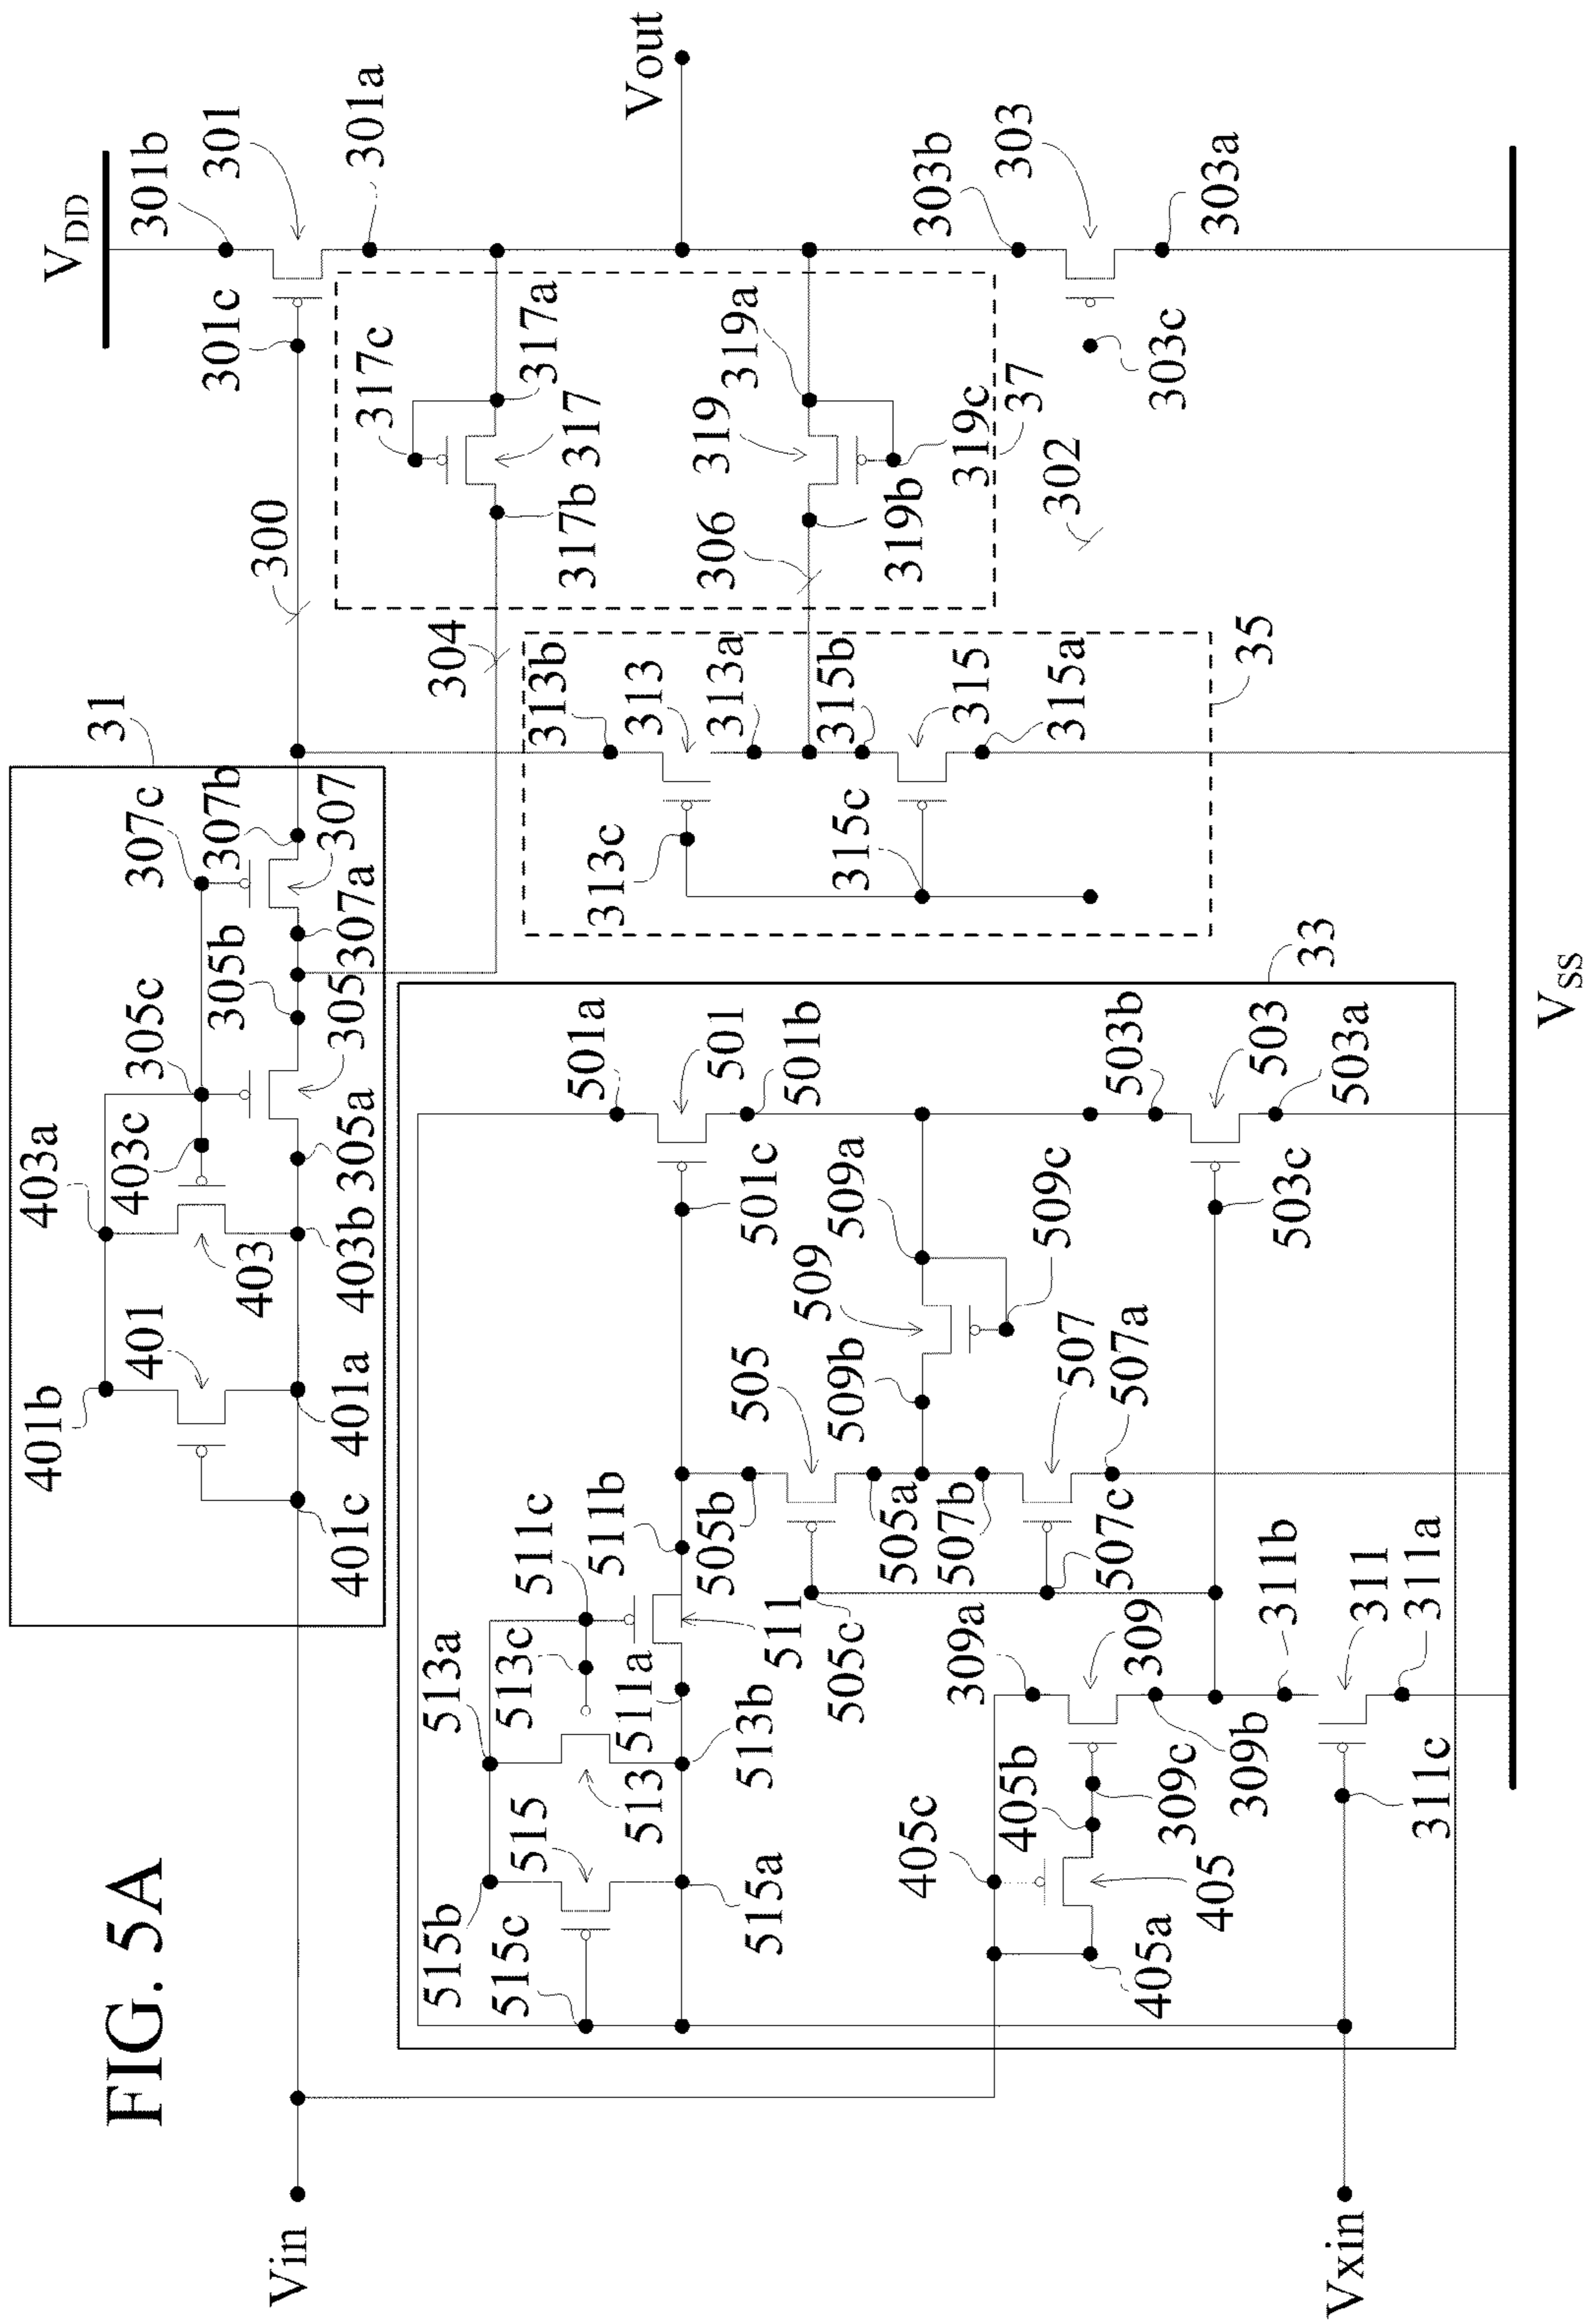 FIG. 5A
31
401b
401
403a
403c
305c
307c
305b
307b
307
403
305
401c
401a
403b
305a
307a
300
Vin
V_DD
301b
301
301c
301a
304
317c
317a
317b
317
319
319a
306
319b
319c
37
Vout
303b
303
303c
303a
302
313b
313
313a
313c
315b
315
315c
315a
35
33
515b
515
515c
513a
513c
511c
511b
511a
513
513b
511
515a
501a
501
501c
501b
505b
505
505c
505a
509b
509
509a
509c
507b
507
507c
507a
503b
503
503c
503a
405c
405b
405a
405
309a
309
309c
309b
311b
311
311c
311a
Vxin
V_SS